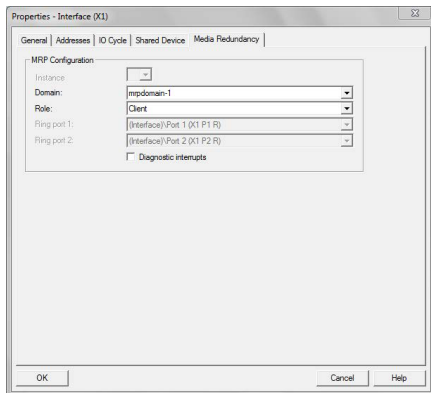 Properties - Interface (X1)
General Addresses IO Cycle Shared Device Media Redundancy
MRP Configuration
Instance
Domain: mrpdomain-1
Role: Client
Ring port 1: (Interface)\Port 1 (X1 P1 R)
Ring port 2: (Interface)\Port 2 (X1 P2 R)
Diagnostic interrupts
OK Cancel Help